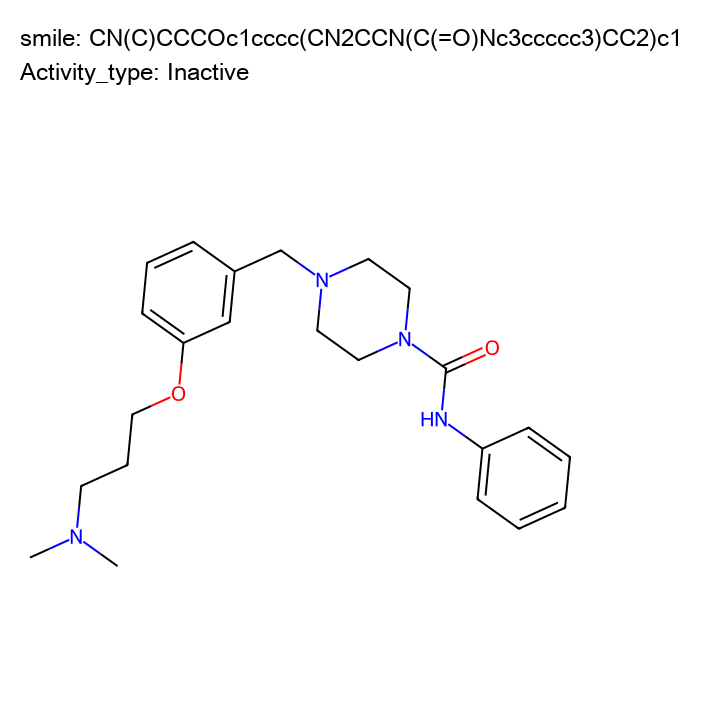 smile: CN(C)CCCOc1cccc(CN2CCN(C(=O)Nc3ccccc3)CC2)c1
Activity_type: Inactive
N
N
O
O
HN
N